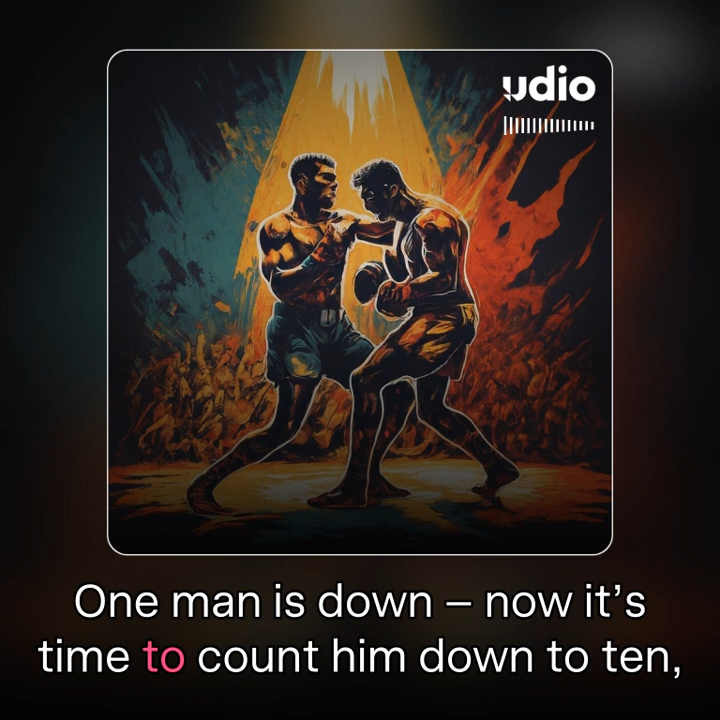 udio
One man is down – now it’s
time to count him down to ten,